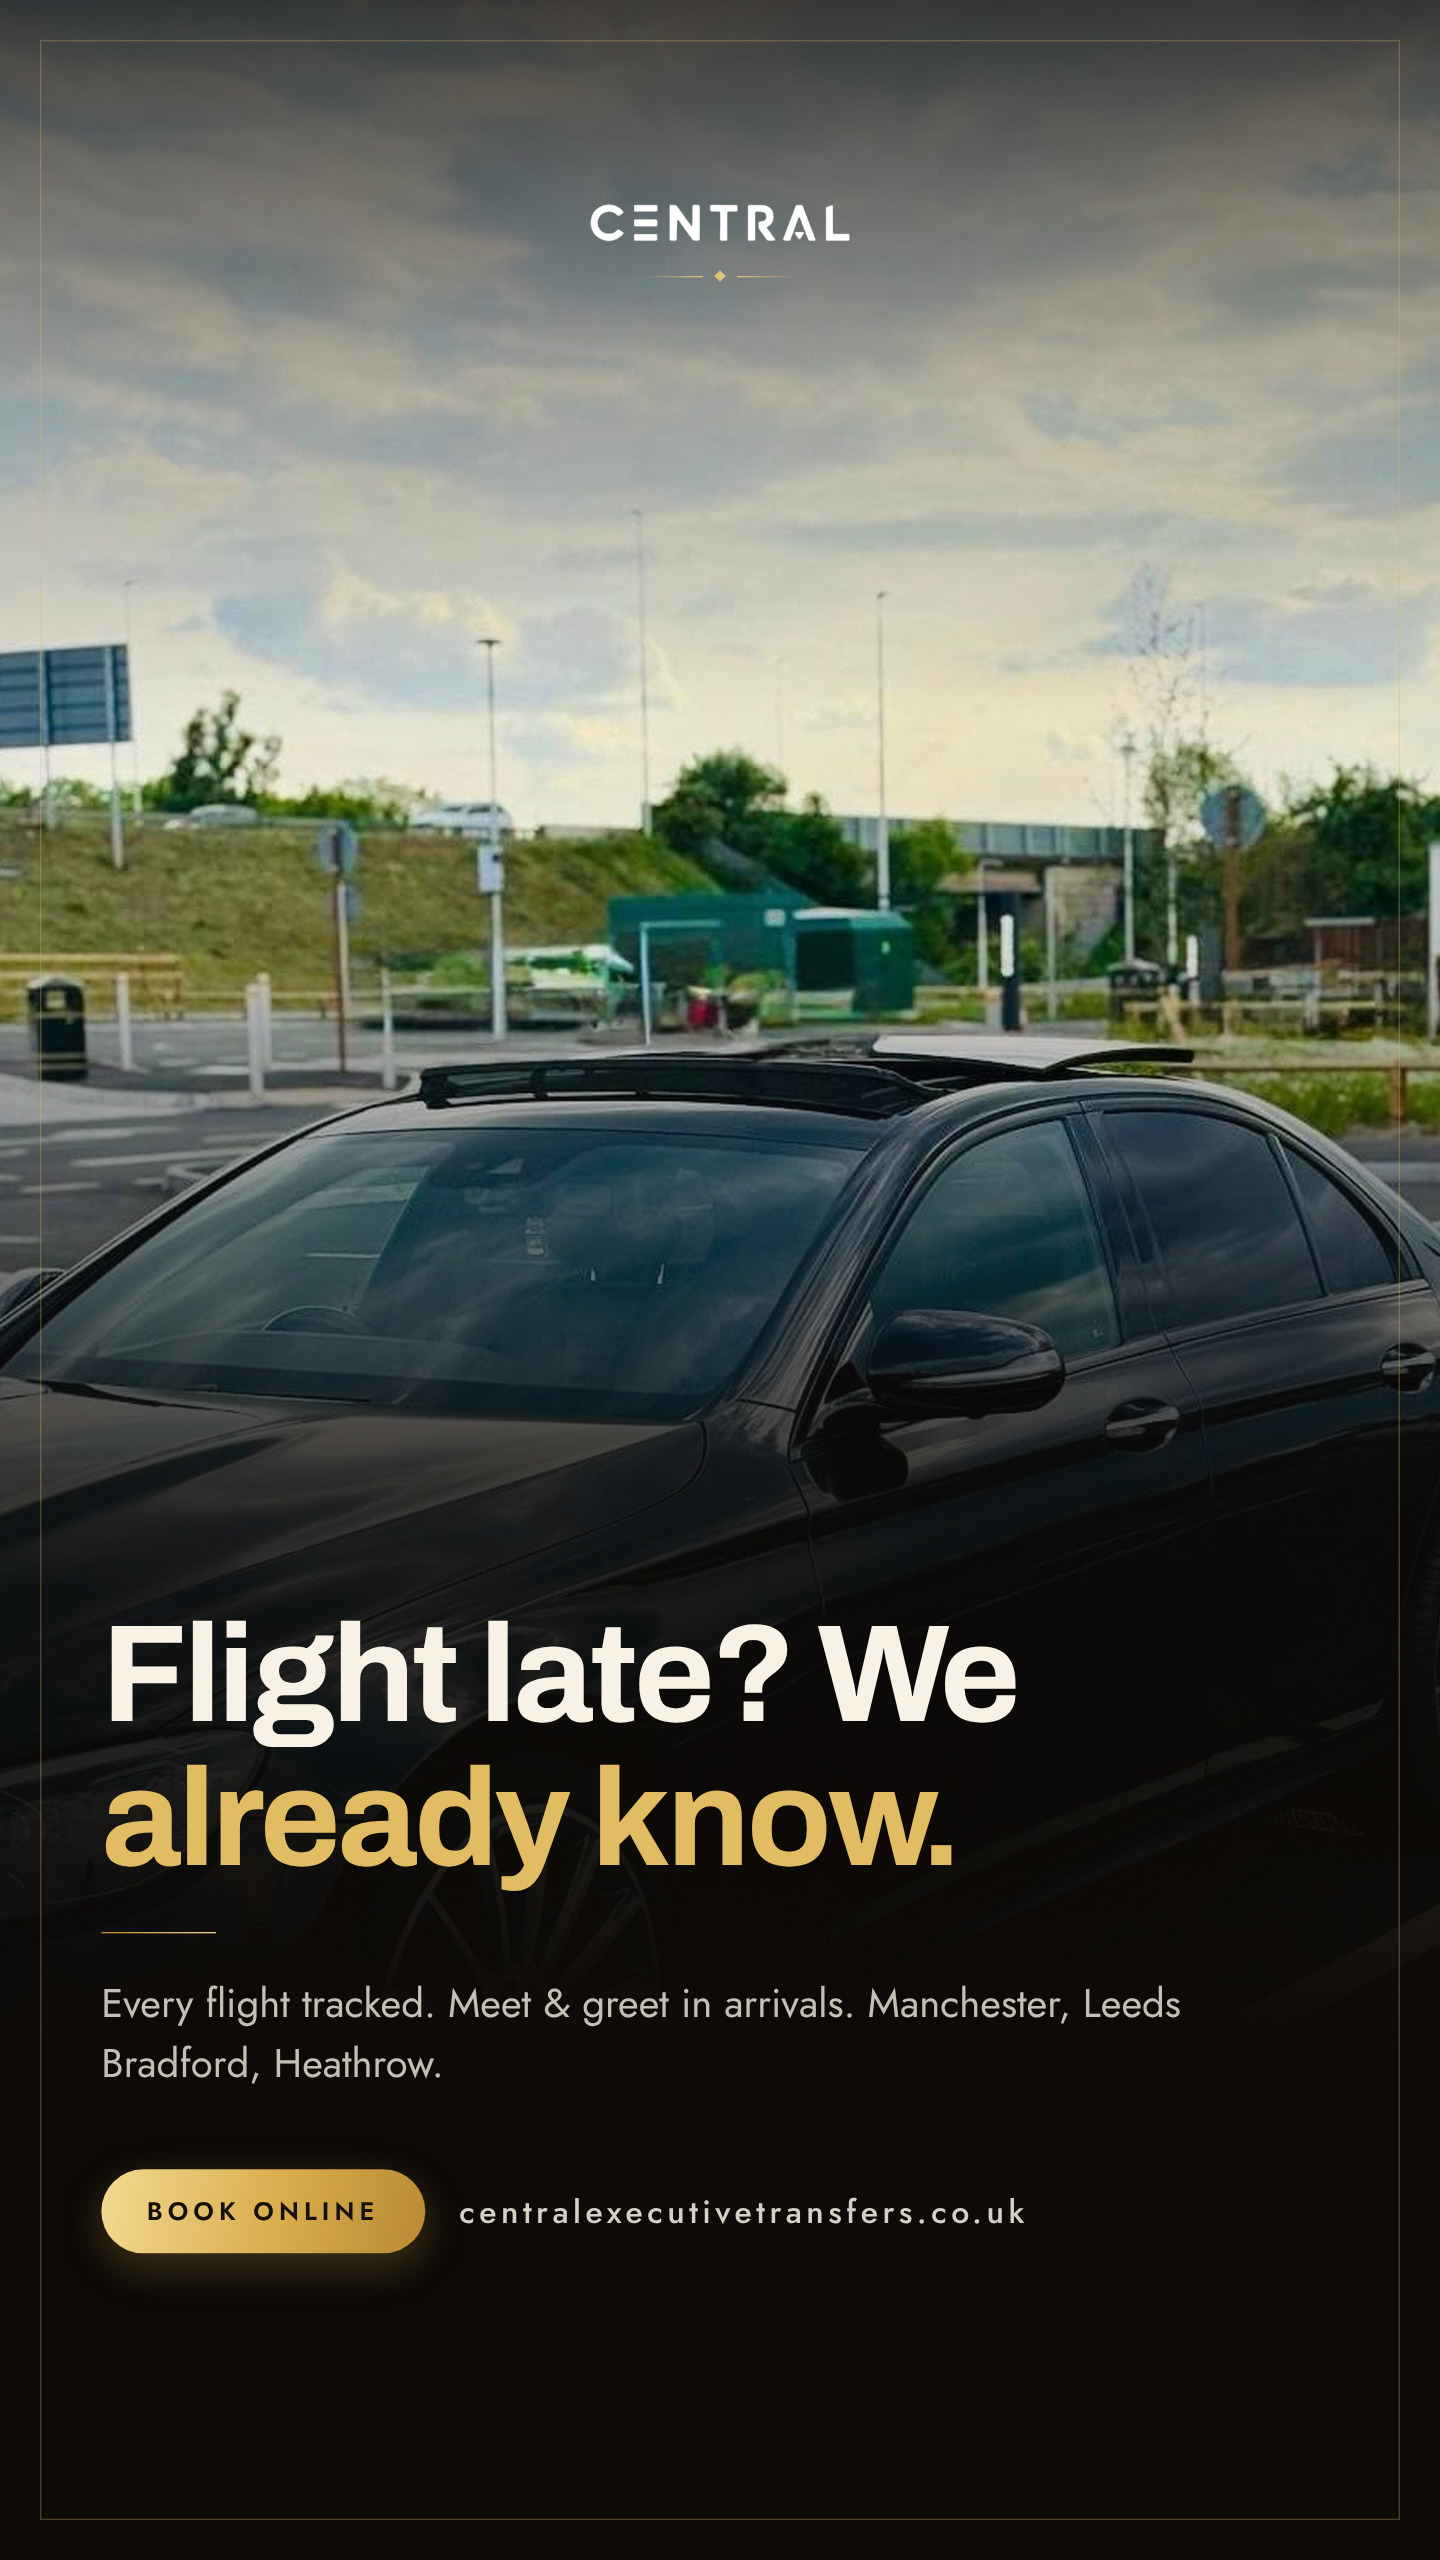 CENTRAL
Flight late? We
already know.
Every flight tracked. Meet & greet in arrivals. Manchester, Leeds
Bradford, Heathrow.
BOOK ONLINE
centralexecutivetransfers.co.uk